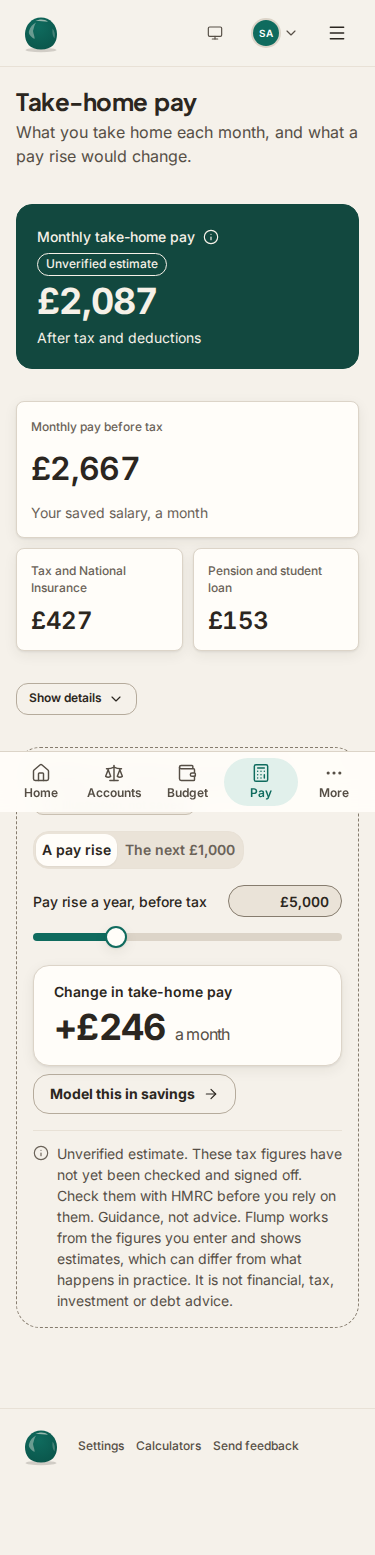 SA
Take-home pay
What you take home each month, and what a
pay rise would change.
Monthly take-home pay
Unverified estimate
£2,087
After tax and deductions
Monthly pay before tax
£2,667
Your saved salary, a month
Tax and National
Insurance
£427
Pension and student
loan
£153
Show details
Home Accounts Budget Pay More
A pay rise The next £1,000
Pay rise a year, before tax £5,000
Change in take-home pay
+£246 a month
Model this in savings
Unverified estimate. These tax figures have
not yet been checked and signed off.
Check them with HMRC before you rely on
them. Guidance, not advice. Flump works
from the figures you enter and shows
estimates, which can differ from what
happens in practice. It is not financial, tax,
investment or debt advice.
Settings Calculators Send feedback